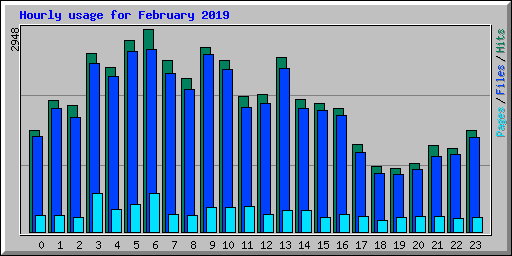 Hourly usage for February 2019
2948
Pages/Files/Hits
0 1 2 3 4 5 6 7 8 9 10 11 12 13 14 15 16 17 18 19 20 21 22 23